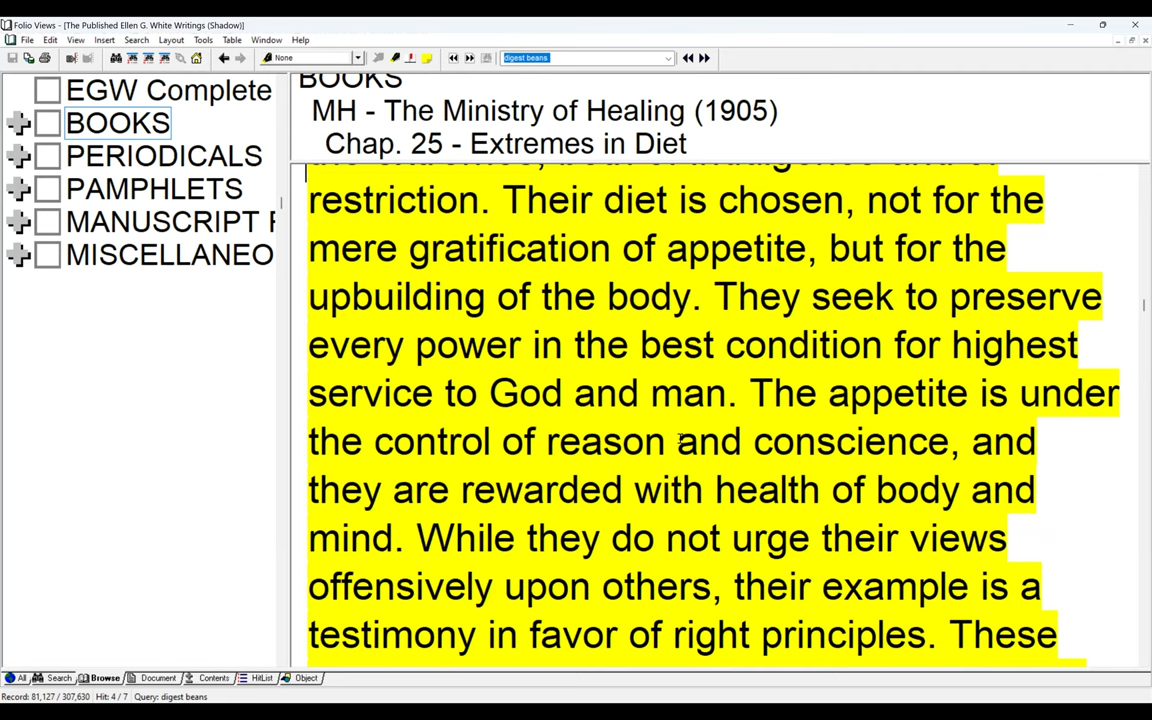 Folio Views - [The Published Ellen G. White Writings (Shadow)]
File Edit View Insert Search Layout Tools Table Window Help
None
digest beans
EGW Complete
BOOKS
PERIODICALS
PAMPHLETS
MANUSCRIPT
MISCELLANEO
BOOKS
MH - The Ministry of Healing (1905)
Chap. 25 - Extremes in Diet
restriction. Their diet is chosen, not for the
mere gratification of appetite, but for the
upbuilding of the body. They seek to preserve
every power in the best condition for highest
service to God and man. The appetite is under
the control of reason and conscience, and
they are rewarded with health of body and
mind. While they do not urge their views
offensively upon others, their example is a
testimony in favor of right principles. These
All Search Browse Document Contents HitList Object
Record: 81,127 / 307,630 Hit: 4 / 7 Query: digest beans